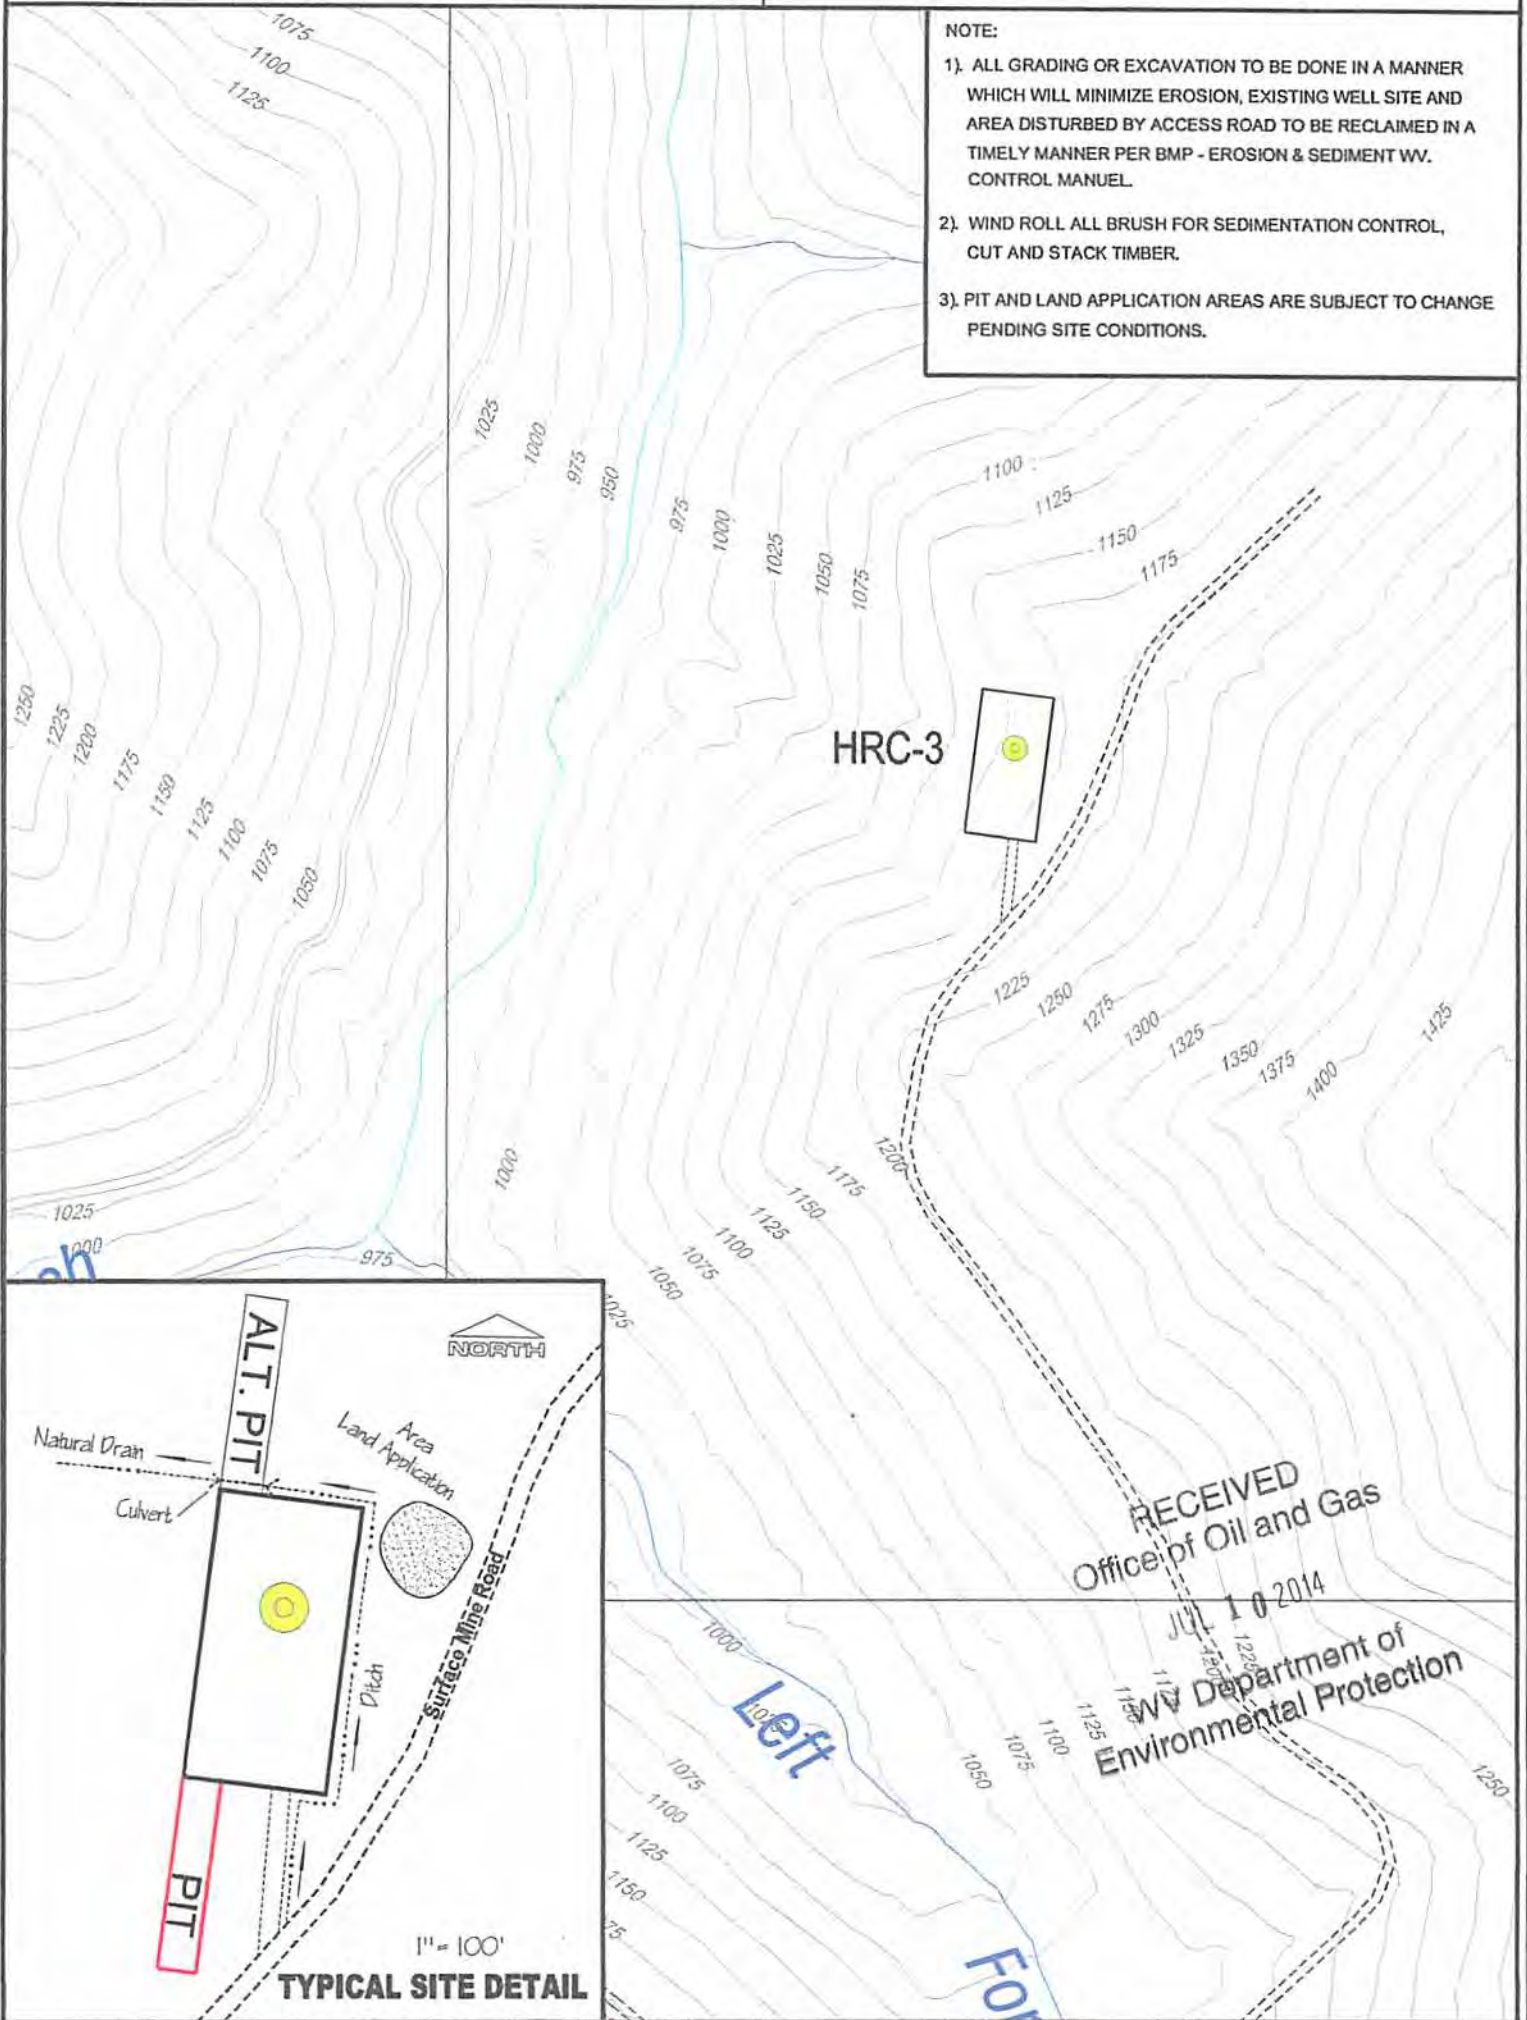 NOTE:
1). ALL GRADING OR EXCAVATION TO BE DONE IN A MANNER
WHICH WILL MINIMIZE EROSION, EXISTING WELL SITE AND
AREA DISTURBED BY ACCESS ROAD TO BE RECLAIMED IN A
TIMELY MANNER PER BMP - EROSION & SEDIMENT WV.
CONTROL MANUEL.
2). WIND ROLL ALL BRUSH FOR SEDIMENTATION CONTROL,
CUT AND STACK TIMBER.
3). PIT AND LAND APPLICATION AREAS ARE SUBJECT TO CHANGE
PENDING SITE CONDITIONS.
1075
1100
1125
1025
1000
975
950
975
1000
1025
1050
1075
1100
1125
1150
1175
HRC-3
1250
1225
1200
1175
1150
1125
1100
1075
1050
1225
1250
1275
1300
1325
1350
1375
1400
1425
1000
1200
1175
1150
1125
1100
1075
1050
1025
1025
975
NORTH
ALT. PIT
Natural Drain
Culvert
Area
Land Application
Ditch
Surface Mine Road
PIT
1"= 100'
TYPICAL SITE DETAIL
RECEIVED
Office of Oil and Gas
JUL 10 2014
WV Department of
Environmental Protection
1000
Left
1075
1100
1125
1150
1050
1075
1100
1125
1150
1200
1225
1250